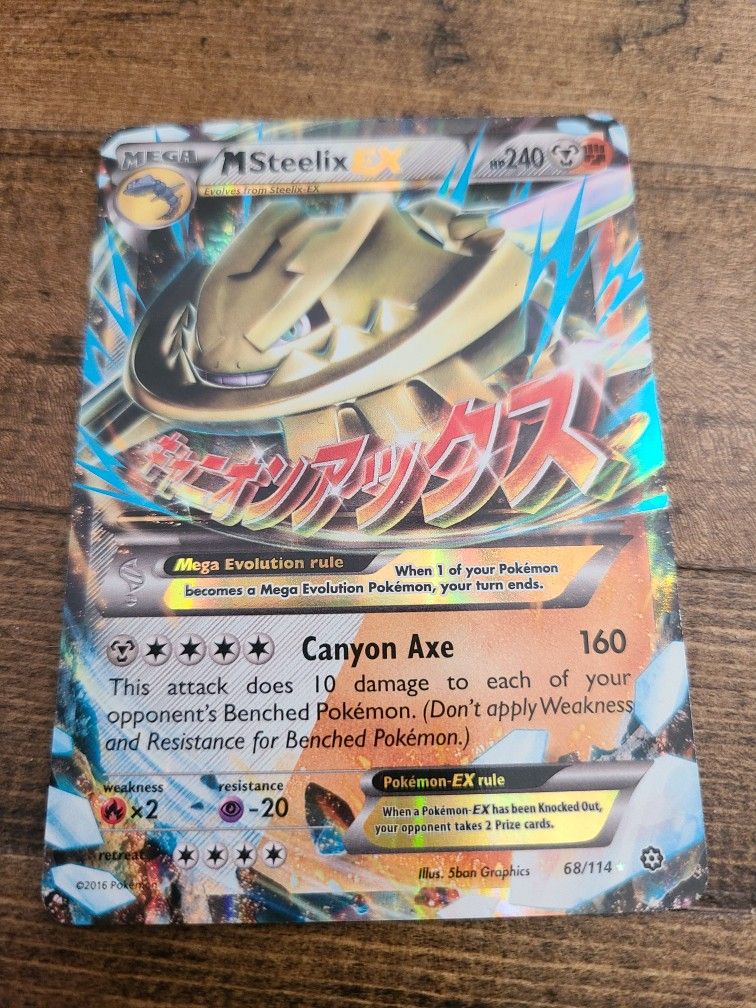 MEGA
M Steelix EX
HP240
Evolves from Steelix-EX
キャニオンアックス
Mega Evolution rule
When 1 of your Pokémon
becomes a Mega Evolution Pokémon, your turn ends.
Canyon Axe 160
This attack does 10 damage to each of your
opponent's Benched Pokémon. (Don't apply Weakness
and Resistance for Benched Pokémon.)
weakness resistance
×2 -20
Pokémon-EX rule
When a Pokémon-EX has been Knocked Out,
your opponent takes 2 Prize cards.
retreat
Illus. 5ban Graphics 68/114
©2016 Pokémon